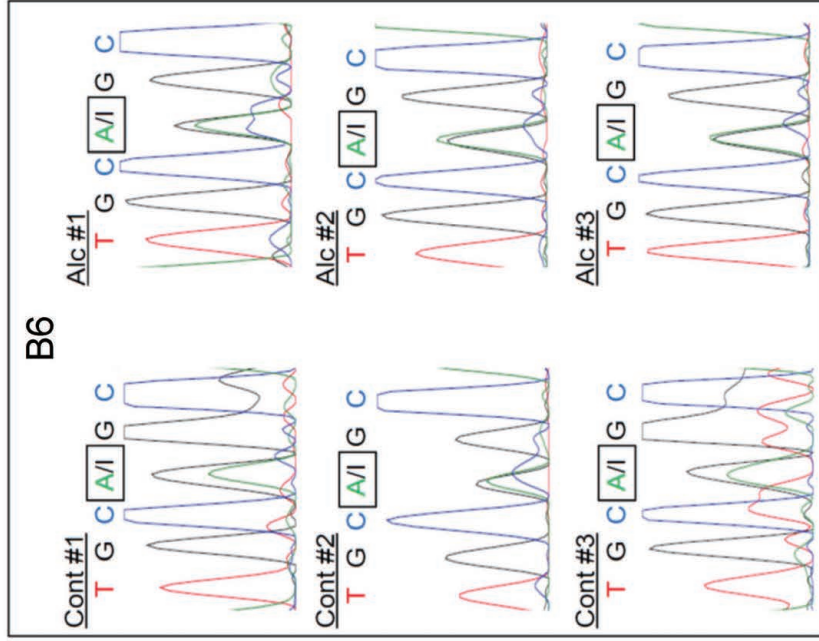 B6
Cont #1
T G C A/I G C
Alc #1
T G C A/I G C
Cont #2
T G C A/I G C
Alc #2
T G C A/I G C
Cont #3
T G C A/I G C
Alc #3
T G C A/I G C